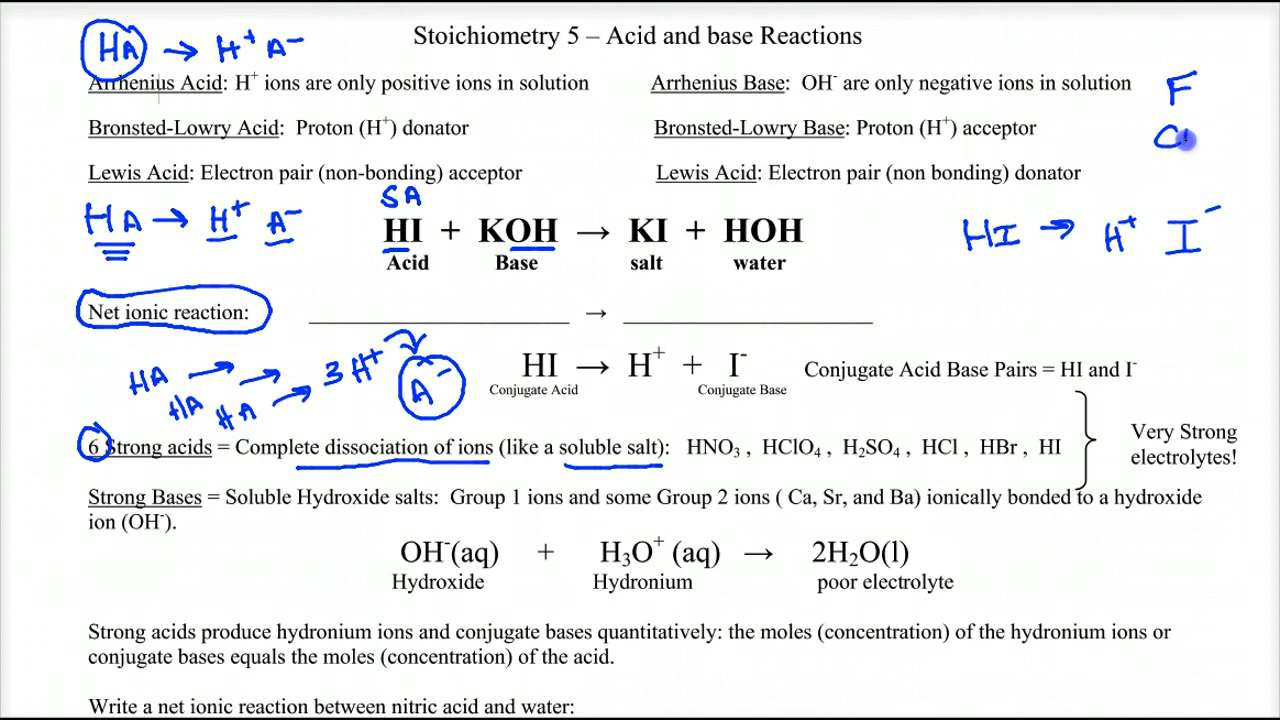 HA → H⁺ A⁻
Stoichiometry 5 – Acid and base Reactions
Arrhenius Acid: H⁺ ions are only positive ions in solution
Arrhenius Base: OH⁻ are only negative ions in solution
F
Bronsted-Lowry Acid: Proton (H⁺) donator
Bronsted-Lowry Base: Proton (H⁺) acceptor
Lewis Acid: Electron pair (non-bonding) acceptor
Lewis Acid: Electron pair (non bonding) donator
SA
HA → H⁺ A⁻
HI + KOH → KI + HOH
HI → H⁺ I⁻
Acid Base salt water
Net ionic reaction: ____________________ → ____________________
HA → → → 3 H⁺ A⁻
HA HA
HI → H⁺ + I⁻
Conjugate Acid Base Pairs = HI and I⁻
Conjugate Acid Conjugate Base
6 Strong acids = Complete dissociation of ions (like a soluble salt): HNO₃ , HClO₄ , H₂SO₄ , HCl , HBr , HI
Very Strong
electrolytes!
Strong Bases = Soluble Hydroxide salts: Group 1 ions and some Group 2 ions ( Ca, Sr, and Ba) ionically bonded to a hydroxide
ion (OH⁻).
OH⁻(aq) + H₃O⁺ (aq) → 2H₂O(l)
Hydroxide Hydronium poor electrolyte
Strong acids produce hydronium ions and conjugate bases quantitatively: the moles (concentration) of the hydronium ions or
conjugate bases equals the moles (concentration) of the acid.
Write a net ionic reaction between nitric acid and water: